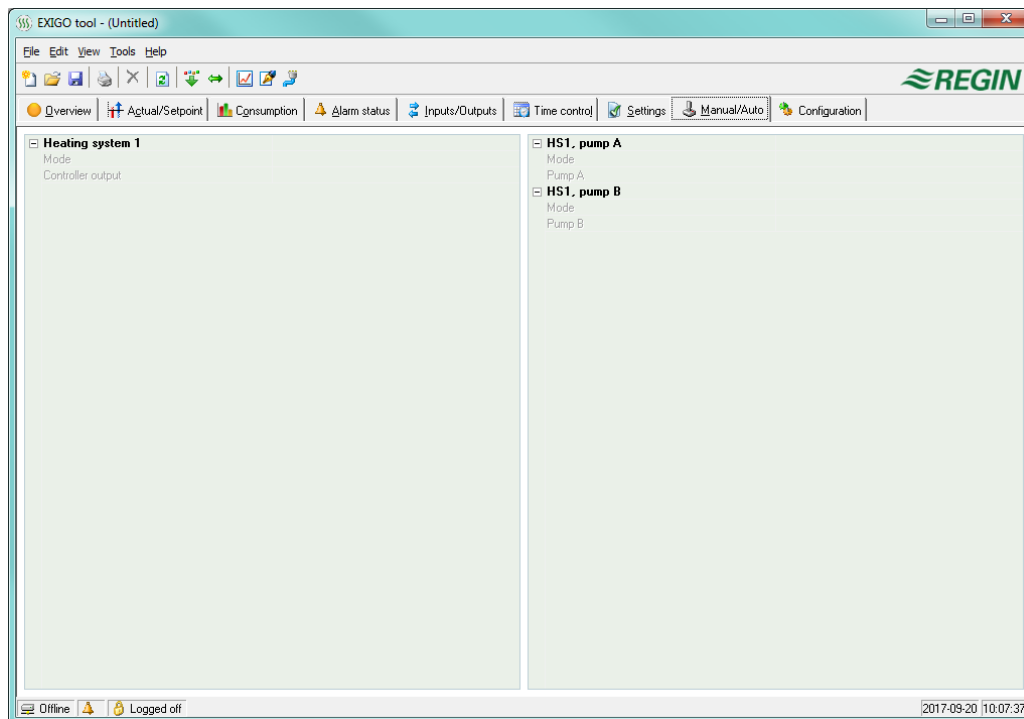 EXIGO tool - (Untitled)
File Edit View Tools Help
REGIN
Overview Actual/Setpoint Consumption Alarm status Inputs/Outputs Time control Settings Manual/Auto Configuration
Heating system 1
Mode
Controller output
HS1, pump A
Mode
Pump A
HS1, pump B
Mode
Pump B
Offline Logged off 2017-09-20 10:07:37